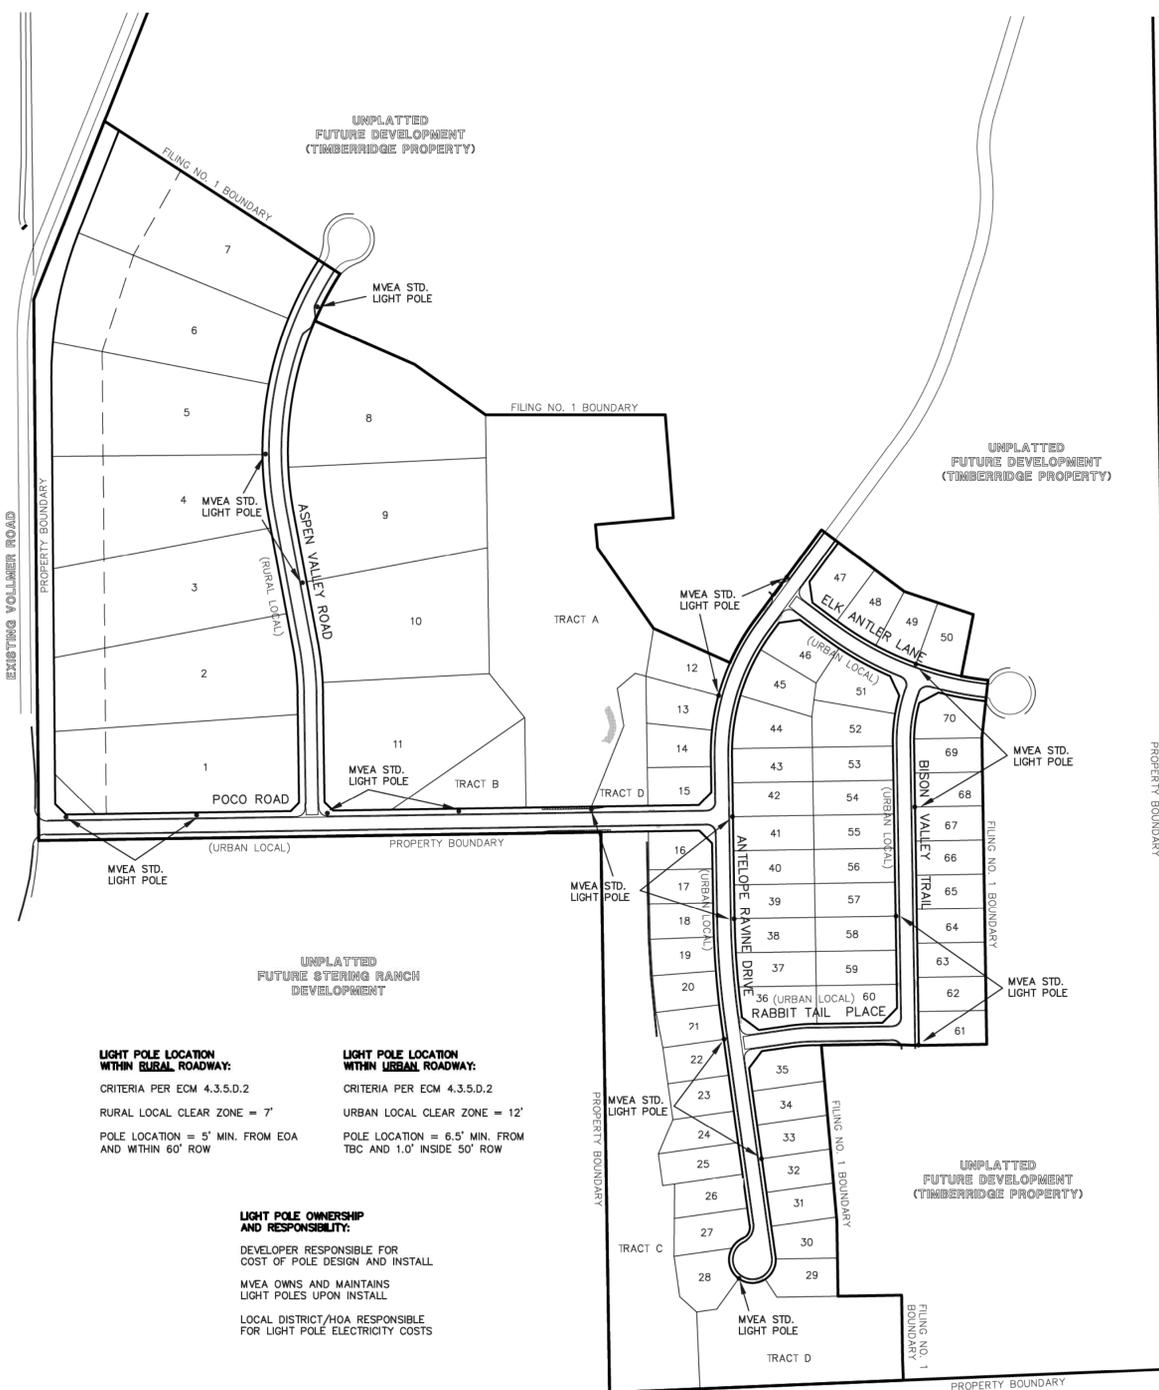 UNPLATTED
FUTURE DEVELOPMENT
(TIMBERRIDGE PROPERTY)
FILING NO. 1 BOUNDARY
7
MVEA STD.
LIGHT POLE
6
5
8
FILING NO. 1 BOUNDARY
UNPLATTED
FUTURE DEVELOPMENT
(TIMBERRIDGE PROPERTY)
EXISTING VOLLMER ROAD
PROPERTY BOUNDARY
4
MVEA STD.
LIGHT POLE
9
ASPEN VALLEY ROAD
(RURAL LOCAL)
3
10
TRACT A
2
11
1
POCO ROAD
MVEA STD.
LIGHT POLE
TRACT B
TRACT D
(URBAN LOCAL)
PROPERTY BOUNDARY
MVEA STD.
LIGHT POLE
MVEA STD.
LIGHT POLE
47
48
49
50
ELK ANTLER LANE
(URBAN LOCAL)
12
13
14
15
46
45
44
43
42
41
40
39
38
37
36 (URBAN LOCAL) 60
RABBIT TAIL PLACE
51
52
53
54
55
56
57
58
59
(URBAN LOCAL)
BISON VALLEY TRAIL
70
69
68
67
66
65
64
63
62
61
MVEA STD.
LIGHT POLE
FILING NO. 1 BOUNDARY
PROPERTY BOUNDARY
MVEA STD.
LIGHT POLE
MVEA STD.
LIGHT POLE
ANTELOPE RAVINE DRIVE
(URBAN LOCAL)
16
17
18
19
20
21
22
23
24
25
26
27
28
35
34
33
32
31
30
29
MVEA STD.
LIGHT POLE
PROPERTY BOUNDARY
FILING NO. 1 BOUNDARY
TRACT C
MVEA STD.
LIGHT POLE
TRACT D
FILING NO. 1
BOUNDARY
PROPERTY BOUNDARY
UNPLATTED
FUTURE DEVELOPMENT
(TIMBERRIDGE PROPERTY)
UNPLATTED
FUTURE STERING RANCH
DEVELOPMENT
LIGHT POLE LOCATION
WITHIN RURAL ROADWAY:
CRITERIA PER ECM 4.3.5.D.2
RURAL LOCAL CLEAR ZONE = 7'
POLE LOCATION = 5' MIN. FROM EOA
AND WITHIN 60' ROW
LIGHT POLE LOCATION
WITHIN URBAN ROADWAY:
CRITERIA PER ECM 4.3.5.D.2
URBAN LOCAL CLEAR ZONE = 12'
POLE LOCATION = 6.5' MIN. FROM
TBC AND 1.0' INSIDE 50' ROW
LIGHT POLE OWNERSHIP
AND RESPONSIBILITY:
DEVELOPER RESPONSIBLE FOR
COST OF POLE DESIGN AND INSTALL
MVEA OWNS AND MAINTAINS
LIGHT POLES UPON INSTALL
LOCAL DISTRICT/HOA RESPONSIBLE
FOR LIGHT POLE ELECTRICITY COSTS